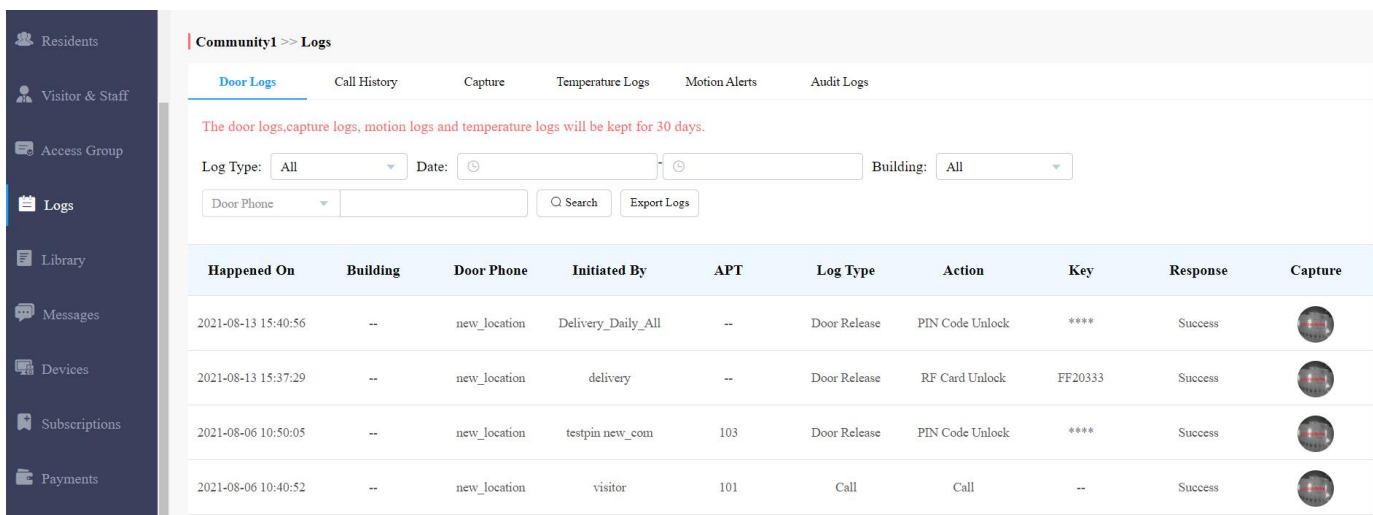 Residents
Visitor & Staff
Access Group
Logs
Library
Messages
Devices
Subscriptions
Payments
Community1 >> Logs
Door Logs Call History Capture Temperature Logs Motion Alerts Audit Logs
The door logs,capture logs, motion logs and temperature logs will be kept for 30 days.
Log Type: All Date: - Building: All
Door Phone Search Export Logs
Happened On Building Door Phone Initiated By APT Log Type Action Key Response Capture
2021-08-13 15:40:56 -- new_location Delivery_Daily_All -- Door Release PIN Code Unlock **** Success
2021-08-13 15:37:29 -- new_location delivery -- Door Release RF Card Unlock FF20333 Success
2021-08-06 10:50:05 -- new_location testpin new_com 103 Door Release PIN Code Unlock **** Success
2021-08-06 10:40:52 -- new_location visitor 101 Call Call -- Success